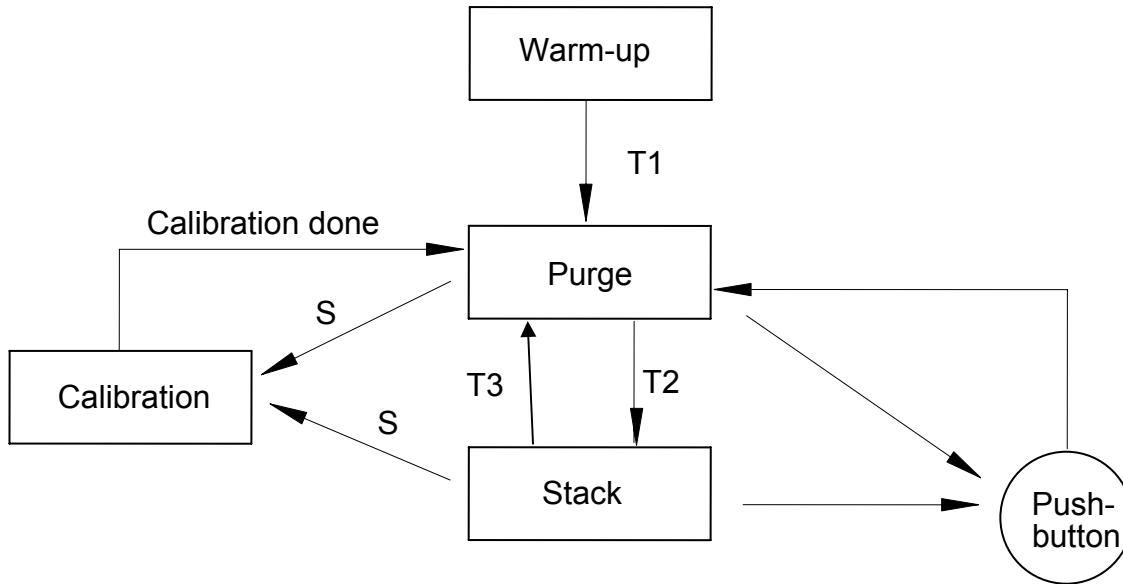 Warm-up
T1
Calibration done
Purge
S
T3
T2
Calibration
S
Stack
Push-
button